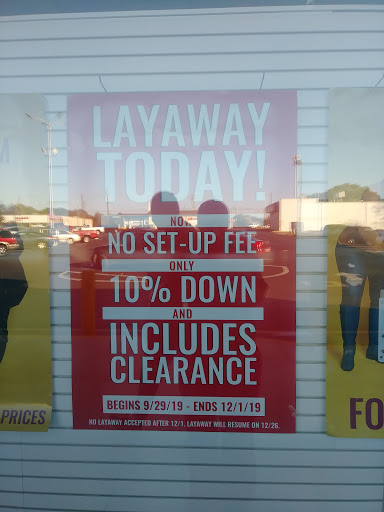 LAYAWAY
TODAY!
NO
NO SET-UP FEE
ONLY
10% DOWN
AND
INCLUDES
CLEARANCE
BEGINS 9/29/19 - ENDS 12/1/19
NO LAYAWAY ACCEPTED AFTER 12/1. LAYAWAY WILL RESUME ON 12/26.
PRICES
FO